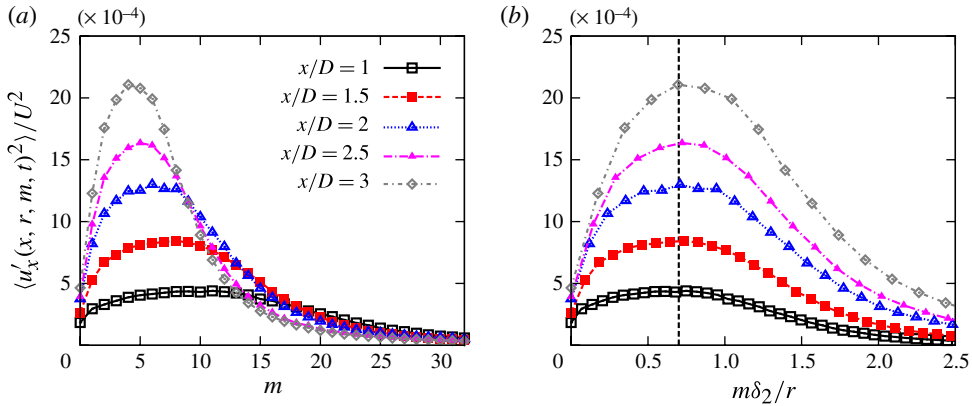 (a) (× 10⁻⁴)
25
20
15
10
5
0
5 10 15 20 25 30
m
⟨u′ₓ(x, r, m, t)²⟩/U²
x/D = 1
x/D = 1.5
x/D = 2
x/D = 2.5
x/D = 3
(b) (× 10⁻⁴)
25
20
15
10
5
0
0.5 1.0 1.5 2.0 2.5
mδ₂/r